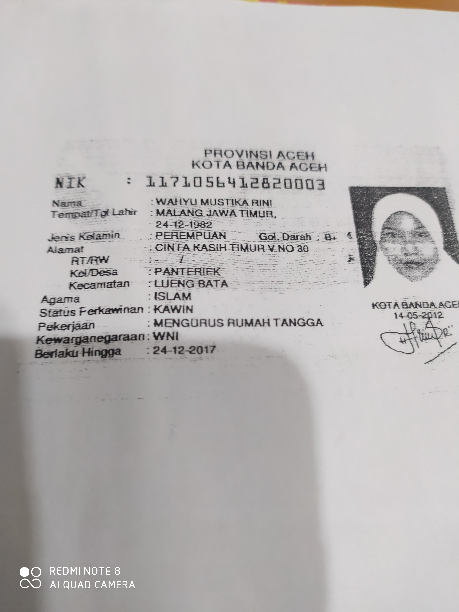 PROVINSI ACEH
KOTA BANDA ACEH
NIK : 1171056412820003
Nama : WAHYU MUSTIKA RINI
Tempat/Tgl Lahir : MALANG JAWA TIMUR,
24-12-1982
Jenis Kelamin : PEREMPUAN Gol. Darah : B+
Alamat : CINTA KASIH TIMUR V.NO 30
RT/RW : /
Kel/Desa : PANTERIEK
Kecamatan : LUENG BATA
Agama : ISLAM
Status Perkawinan : KAWIN
Pekerjaan : MENGURUS RUMAH TANGGA
Kewarganegaraan : WNI
Berlaku Hingga : 24-12-2017
KOTA BANDA ACEH
14-05-2012
REDMI NOTE 8
AI QUAD CAMERA